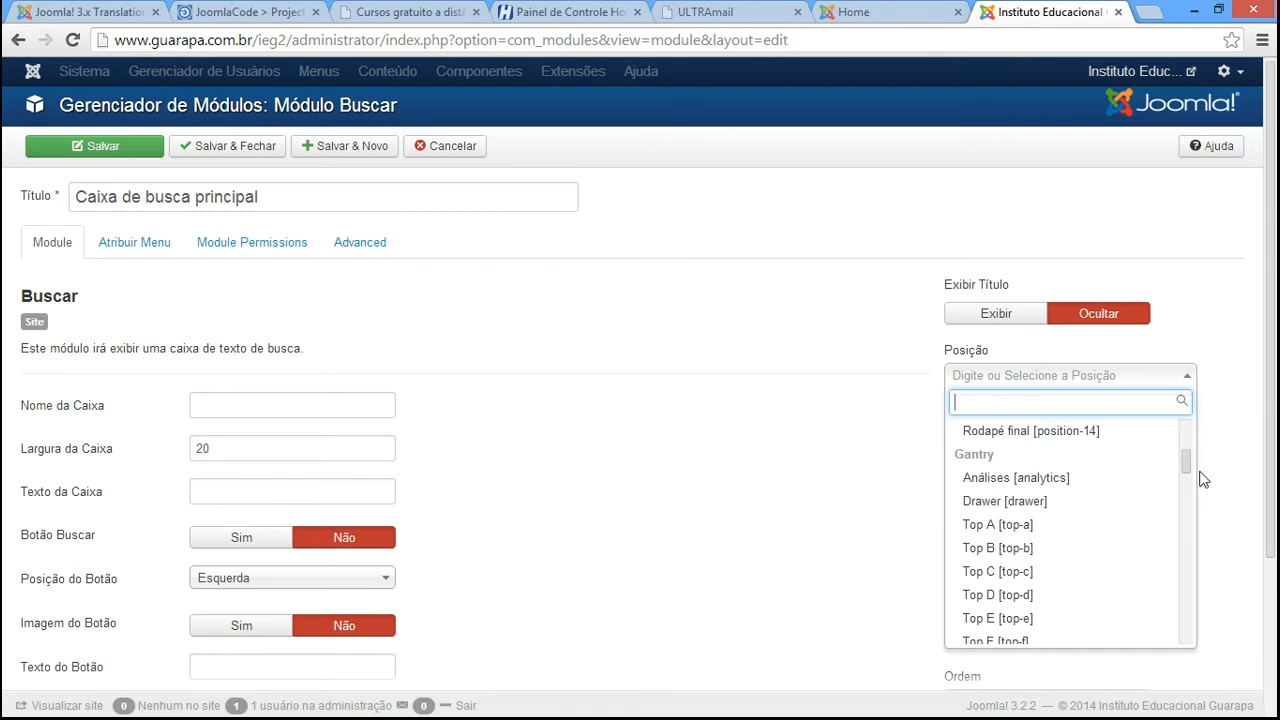 Joomla! 3.x Translation
JoomlaCode > Project
Cursos gratuito a dist
Painel de Controle Ho
ULTRAmail
Home
Instituto Educacional
www.guarapa.com.br/ieg2/administrator/index.php?option=com_modules&view=module&layout=edit
Sistema Gerenciador de Usuários Menus Conteúdo Componentes Extensões Ajuda
Instituto Educ...
Gerenciador de Módulos: Módulo Buscar
Joomla!®
Salvar
Salvar & Fechar
Salvar & Novo
Cancelar
Ajuda
Título *
Caixa de busca principal
Module
Atribuir Menu
Module Permissions
Advanced
Buscar
Site
Este módulo irá exibir uma caixa de texto de busca.
Nome da Caixa
Largura da Caixa
20
Texto da Caixa
Botão Buscar
Sim
Não
Posição do Botão
Esquerda
Imagem do Botão
Sim
Não
Texto do Botão
Exibir Título
Exibir
Ocultar
Posição
Digite ou Selecione a Posição
Rodapé final [position-14]
Gantry
Análises [analytics]
Drawer [drawer]
Top A [top-a]
Top B [top-b]
Top C [top-c]
Top D [top-d]
Top E [top-e]
Top F [top-f]
Ordem
Visualizar site
0 Nenhum no site
1 1 usuário na administração
0
Sair
Joomla! 3.2.2 — © 2014 Instituto Educacional Guarapa